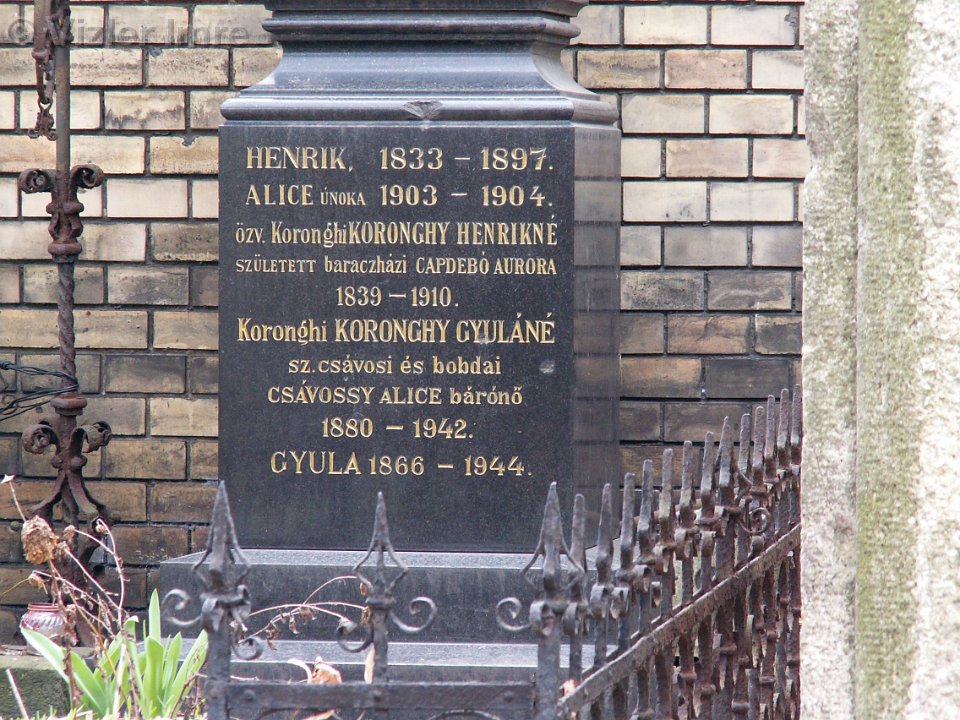 © Vizler Imre
HENRIK, 1833 – 1897.
ALICE UNOKA 1903 – 1904.
özv. Koronghi KORONGHY HENRIKNÉ
SZÜLETETT baraczházi CAPDEBÓ AURORA
1839 – 1910.
Koronghi KORONGHY GYULÁNÉ
sz. csávosi és bobdai
CSÁVOSSY ALICE bárónő
1880 – 1942.
GYULA 1866 – 1944.